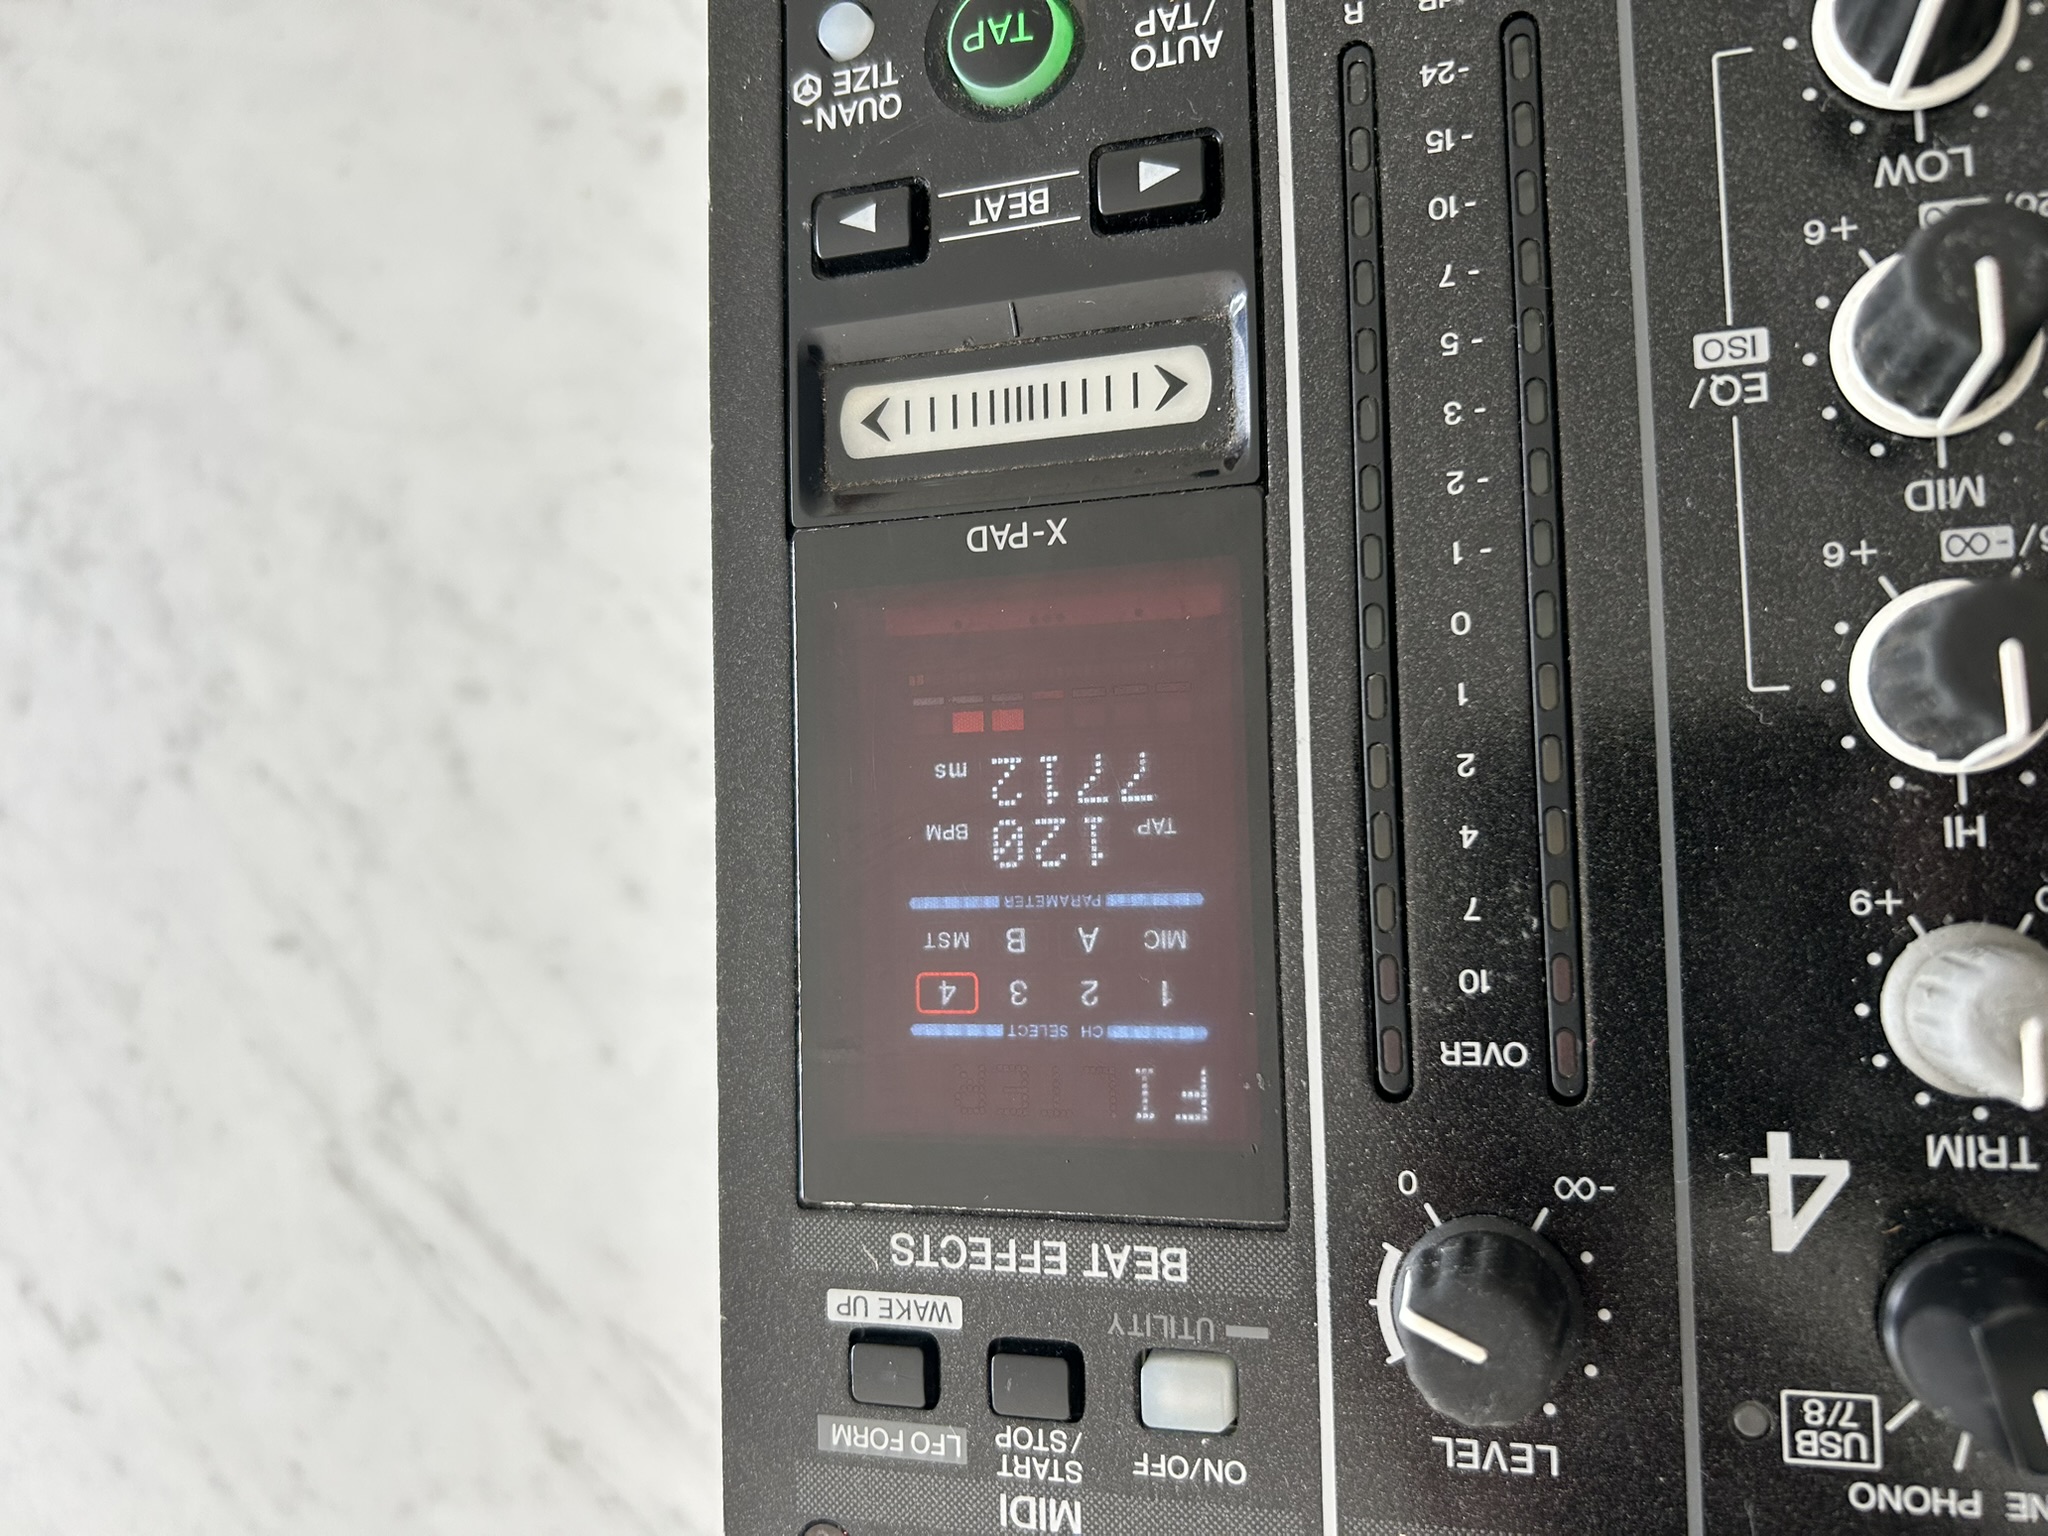 PHONO
USB
7/8
4
TRIM
+9
HI
+6
-∞/
MID
EQ/
ISO
+6
LOW
LEVEL
-∞
0
OVER
10
7
4
2
1
0
-1
-2
-3
-5
-7
-10
-15
-24
R
MIDI
ON/OFF
START
/STOP
LFO FORM
UTILITY
WAKE UP
BEAT EFFECTS
FI
CH SELECT
1 2 3 4
MIC A B MST
PARAMETER
TAP 120 BPM
7712 ms
X-PAD
BEAT
AUTO
/TAP
TAP
QUAN-
TIZE